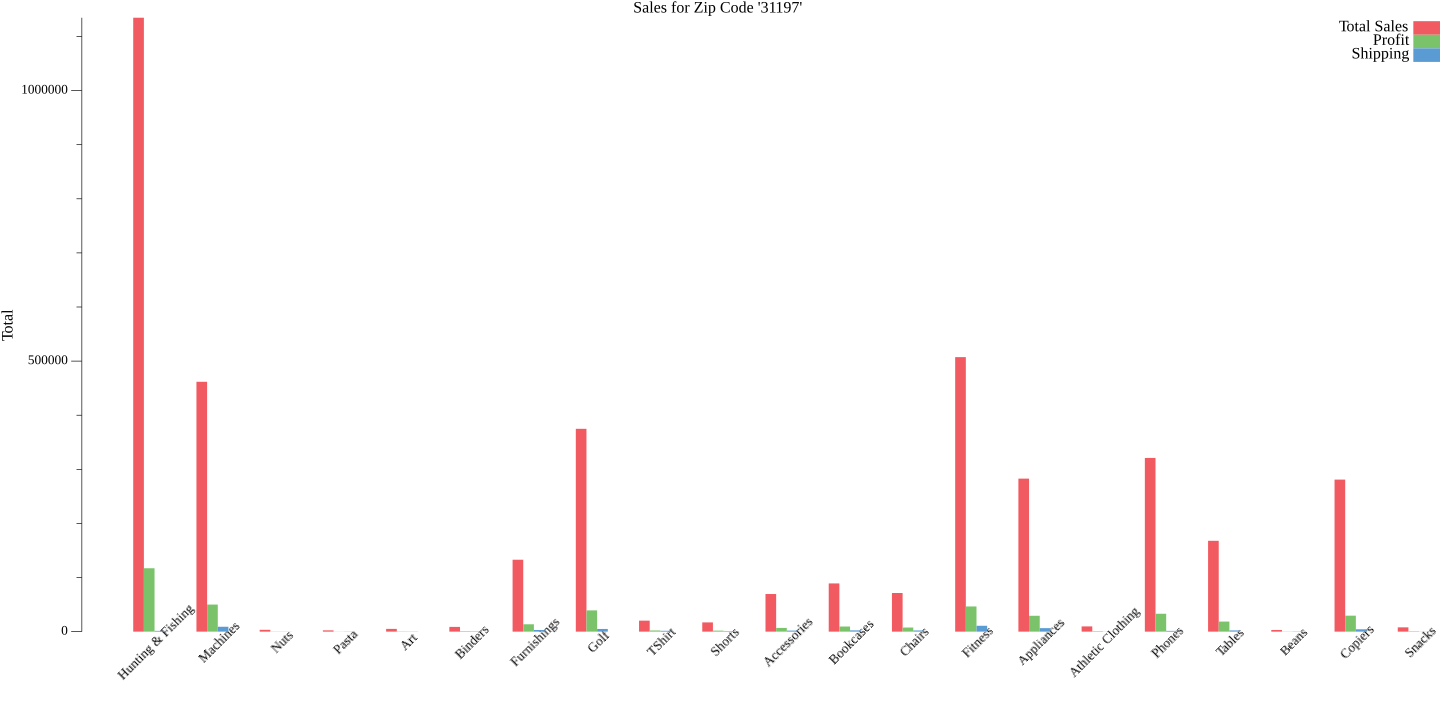 Sales for Zip Code '31197'
Total Sales
Profit
Shipping
Total
1000000
500000
0
Hunting & Fishing
Machines
Nuts
Pasta
Art
Binders
Furnishings
Golf
TShirt
Shorts
Accessories
Bookcases
Chairs
Fitness
Appliances
Athletic Clothing
Phones
Tables
Beans
Copiers
Snacks